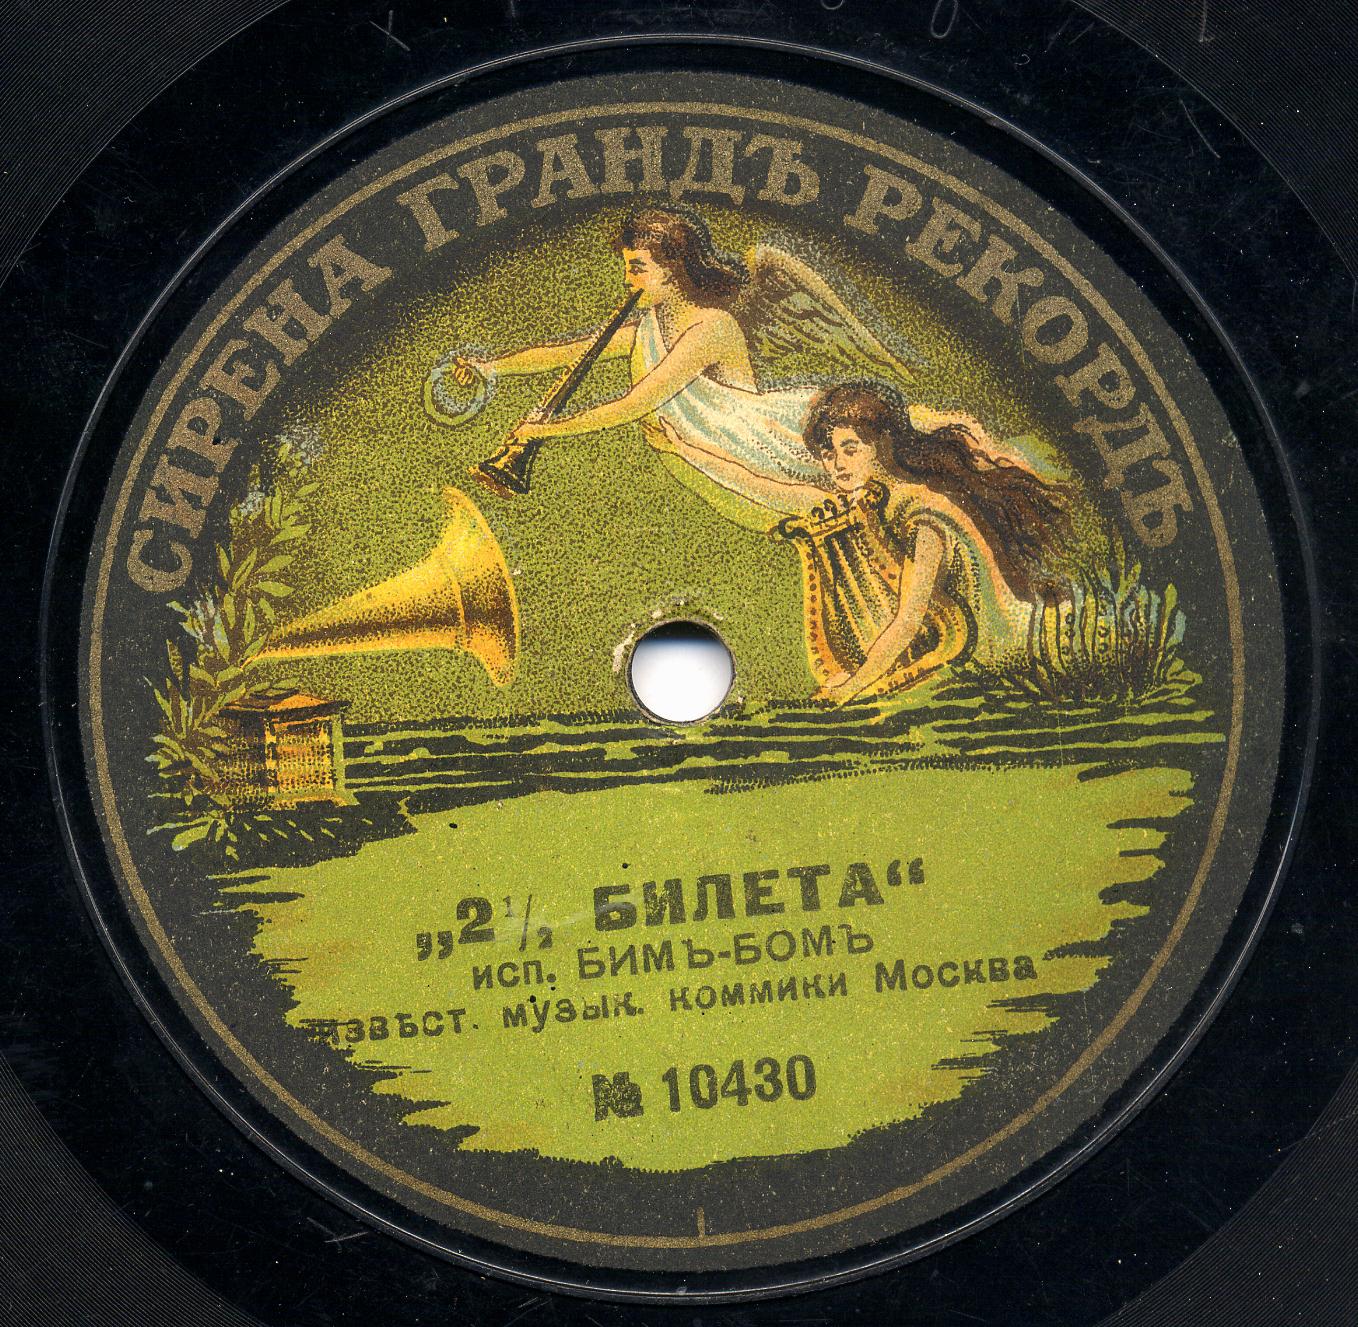 СИРЕНА ГРАНДЪ РЕКОРДЪ
„2½ БИЛЕТА“
исп. БИМЪ-БОМЪ
извѣст. музык. коммики Москва
№ 10430